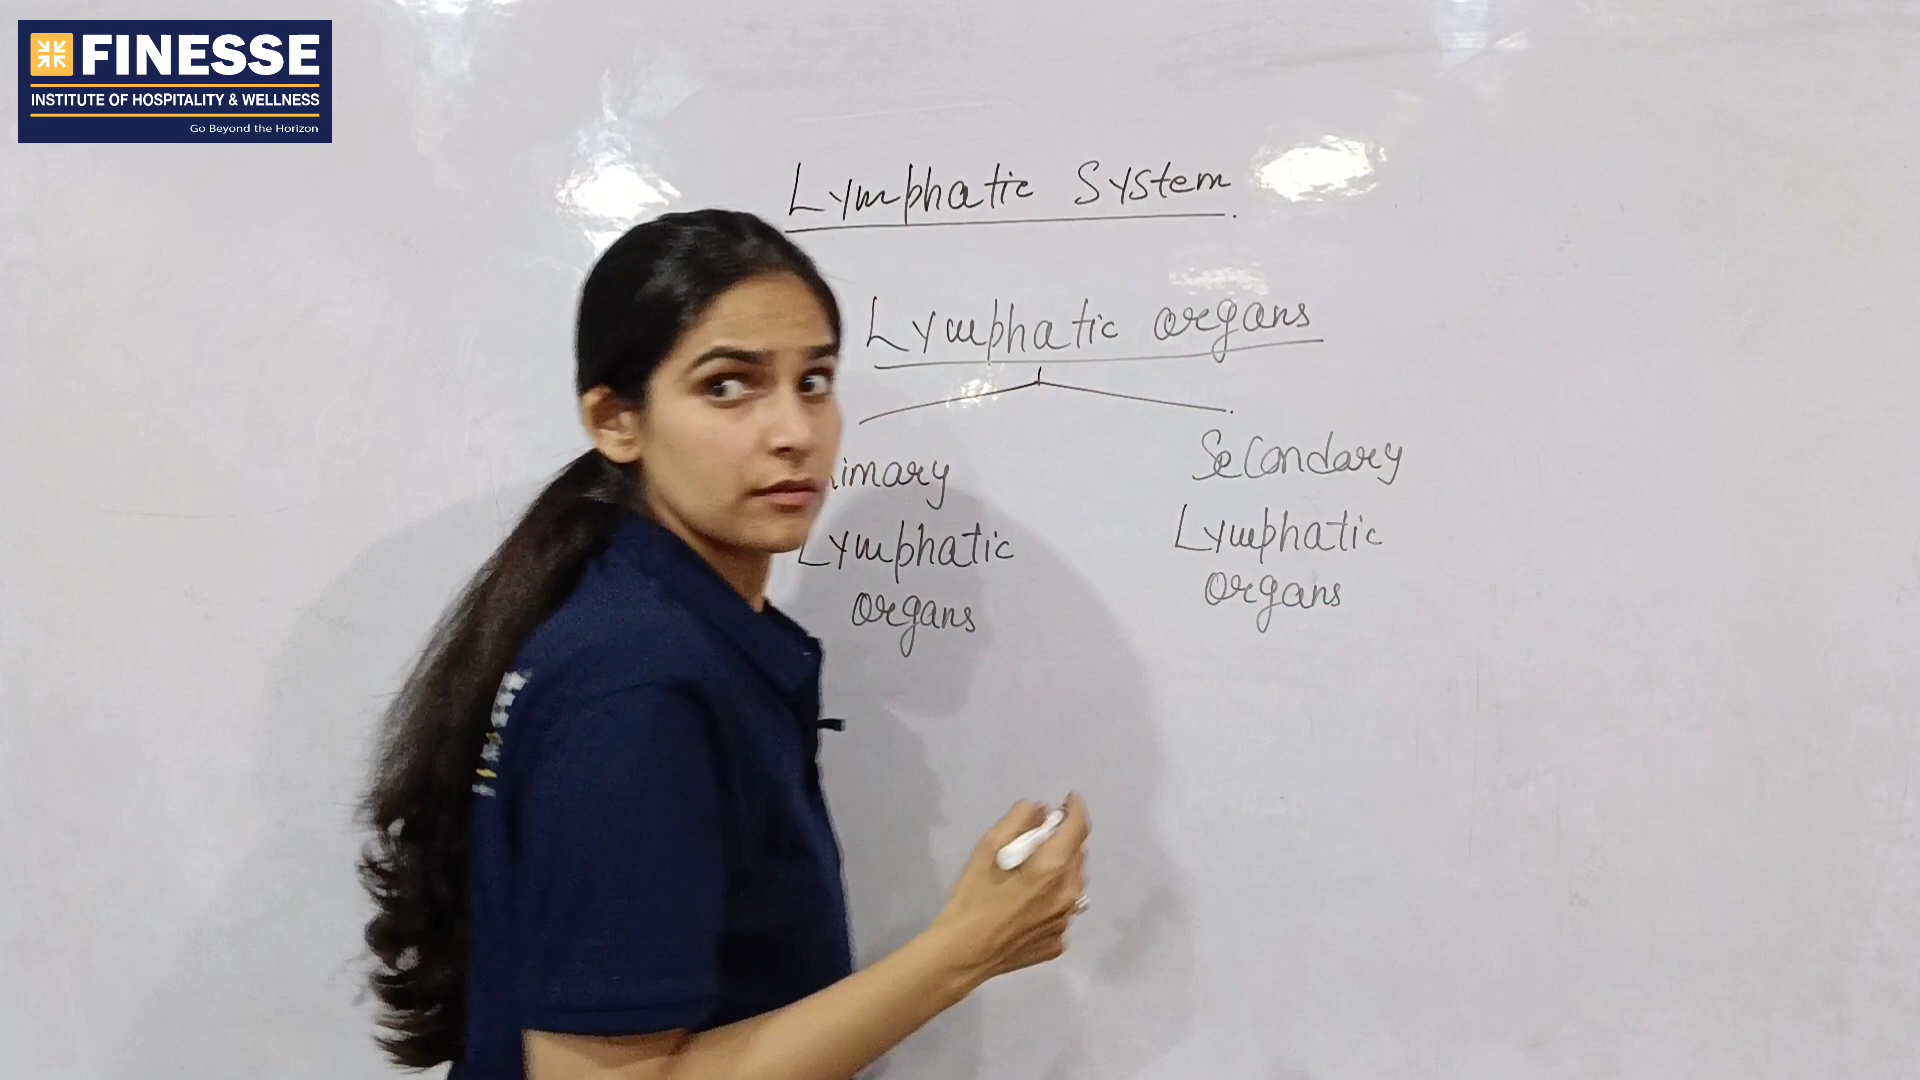 FINESSE
INSTITUTE OF HOSPITALITY & WELLNESS
Go Beyond the Horizon
Lymphatic System.
Lymphatic organs
imary
Lymphatic
organs
Secondary
Lymphatic
organs